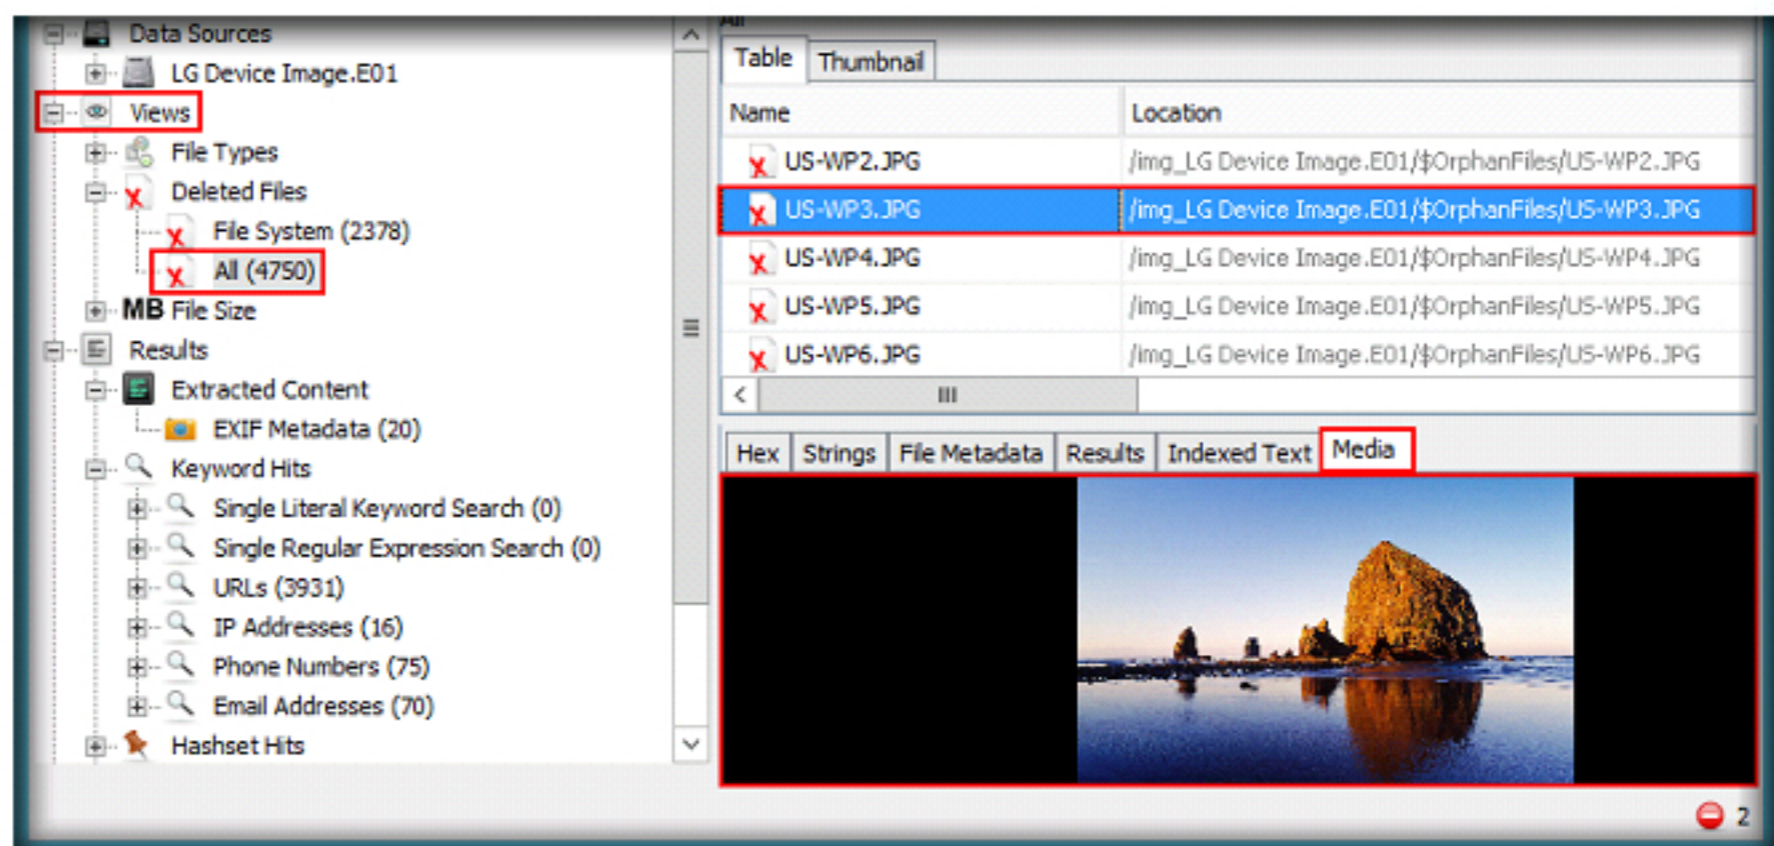 Data Sources
LG Device Image.E01
Views
File Types
Deleted Files
File System (2378)
All (4750)
MB File Size
Results
Extracted Content
EXIF Metadata (20)
Keyword Hits
Single Literal Keyword Search (0)
Single Regular Expression Search (0)
URLs (3931)
IP Addresses (16)
Phone Numbers (75)
Email Addresses (70)
Hashset Hits
All
Table Thumbnail
Name Location
US-WP2.JPG /img_LG Device Image.E01/$OrphanFiles/US-WP2.JPG
US-WP3.JPG /img_LG Device Image.E01/$OrphanFiles/US-WP3.JPG
US-WP4.JPG /img_LG Device Image.E01/$OrphanFiles/US-WP4.JPG
US-WP5.JPG /img_LG Device Image.E01/$OrphanFiles/US-WP5.JPG
US-WP6.JPG /img_LG Device Image.E01/$OrphanFiles/US-WP6.JPG
Hex Strings File Metadata Results Indexed Text Media
2